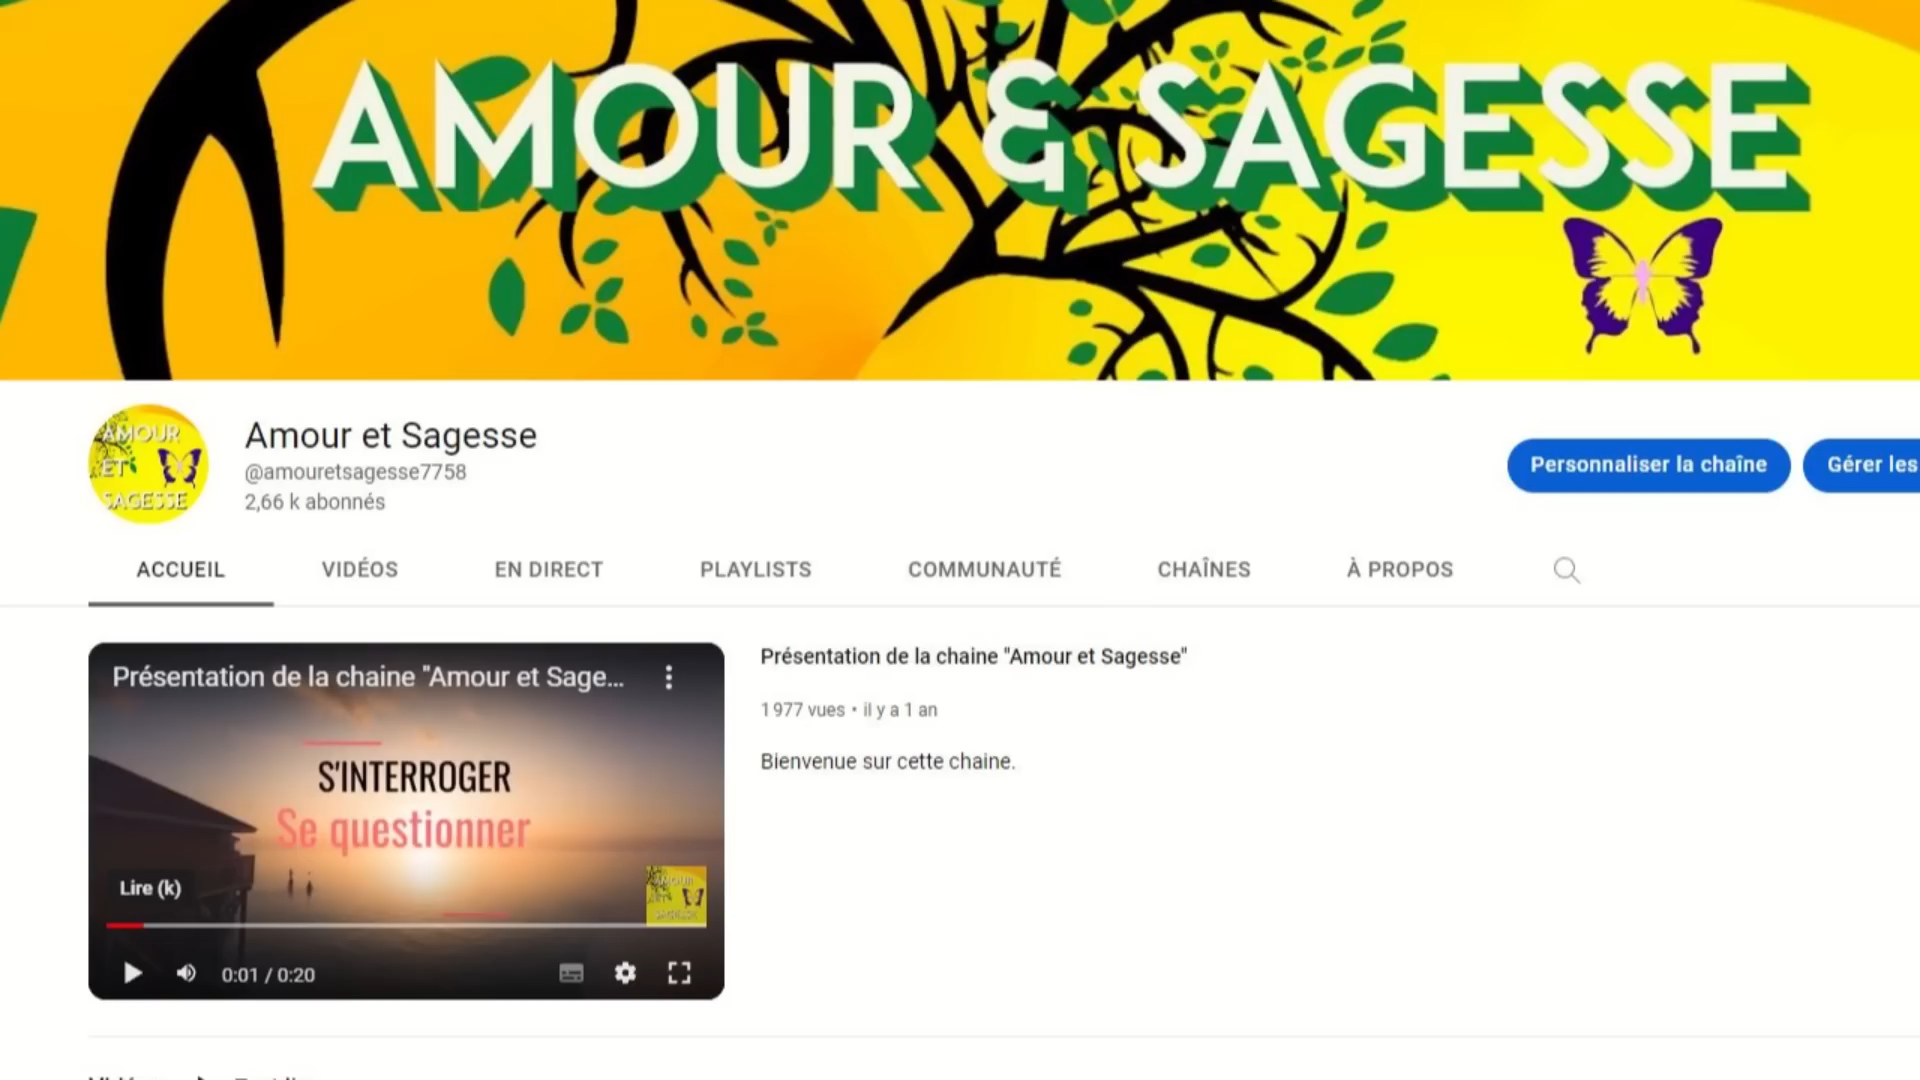 AMOUR & SAGESSE
AMOUR
ET
SAGESSE
Amour et Sagesse
@amouretsagesse7758
2,66 k abonnés
Personnaliser la chaîne
Gérer les
ACCUEIL
VIDÉOS
EN DIRECT
PLAYLISTS
COMMUNAUTÉ
CHAÎNES
À PROPOS
Présentation de la chaine "Amour et Sage...
S'INTERROGER
Se questionner
Lire (k)
0:01 / 0:20
Présentation de la chaine "Amour et Sagesse"
1 977 vues • il y a 1 an
Bienvenue sur cette chaine.